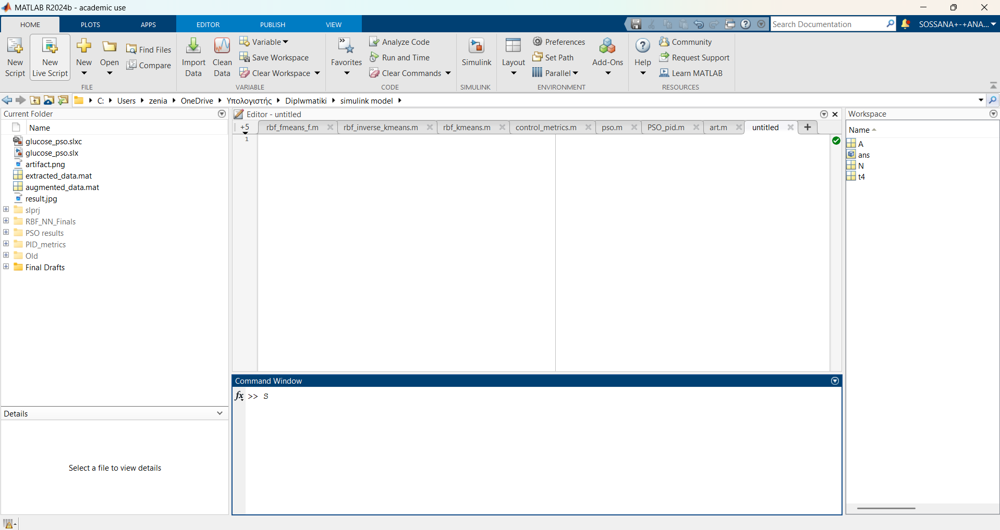 MATLAB R2024b - academic use
HOME PLOTS APPS EDITOR PUBLISH VIEW
Search Documentation
SOSSANA+-+ANA...
New Script
New Live Script
New
Open
Find Files
Compare
FILE
Import Data
Clean Data
Variable
Save Workspace
Clear Workspace
VARIABLE
Favorites
Analyze Code
Run and Time
Clear Commands
CODE
Simulink
SIMULINK
Layout
Preferences
Set Path
Parallel
Add-Ons
ENVIRONMENT
Help
Community
Request Support
Learn MATLAB
RESOURCES
C: Users zenia OneDrive Υπολογιστής Diplwmatiki simulink model
Current Folder
Name
glucose_pso.slxc
glucose_pso.slx
artifact.png
extracted_data.mat
augmented_data.mat
result.jpg
slprj
RBF_NN_Finals
PSO results
PID_metrics
Old
Final Drafts
Details
Select a file to view details
Editor - untitled
+5 rbf_fmeans_f.m rbf_inverse_kmeans.m rbf_kmeans.m control_metrics.m pso.m PSO_pid.m art.m untitled +
1
Command Window
fx >> S
Workspace
Name
A
ans
N
t4